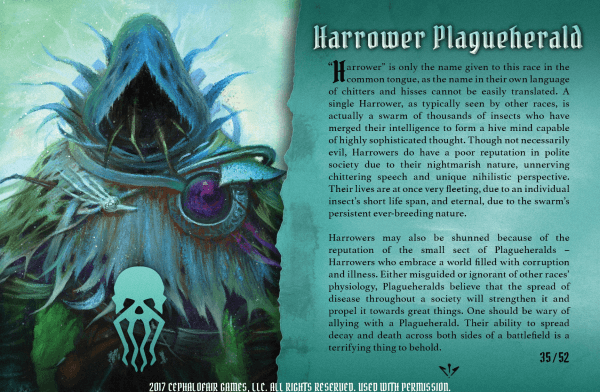 Harrower Plagueherald
"Harrower" is only the name given to this race in the
common tongue, as the name in their own language
of chitters and hisses cannot be easily translated. A
single Harrower, as typically seen by other races, is
actually a swarm of thousands of insects who have
merged their intelligence to form a hive mind capable
of highly sophisticated thought. Though not necessarily
evil, Harrowers do have a poor reputation in polite
society due to their nightmarish nature, unnerving
chittering speech and unique nihilistic perspective.
Their lives are at once very fleeting, due to an individual
insect's short life span, and eternal, due to the swarm's
persistent ever-breeding nature.
Harrowers may also be shunned because of the
reputation of the small sect of Plagueheralds –
Harrowers who embrace a world filled with corruption
and illness. Either misguided or ignorant of other races'
physiology, Plagueheralds believe that the spread of
disease throughout a society will strengthen it and
propel it towards great things. One should be wary of
allying with a Plagueherald. Their ability to spread
decay and death across both sides of a battlefield is a
terrifying thing to behold.
35/52
2017 CEPHALOFAIR GAMES, LLC. ALL RIGHTS RESERVED. USED WITH PERMISSION.